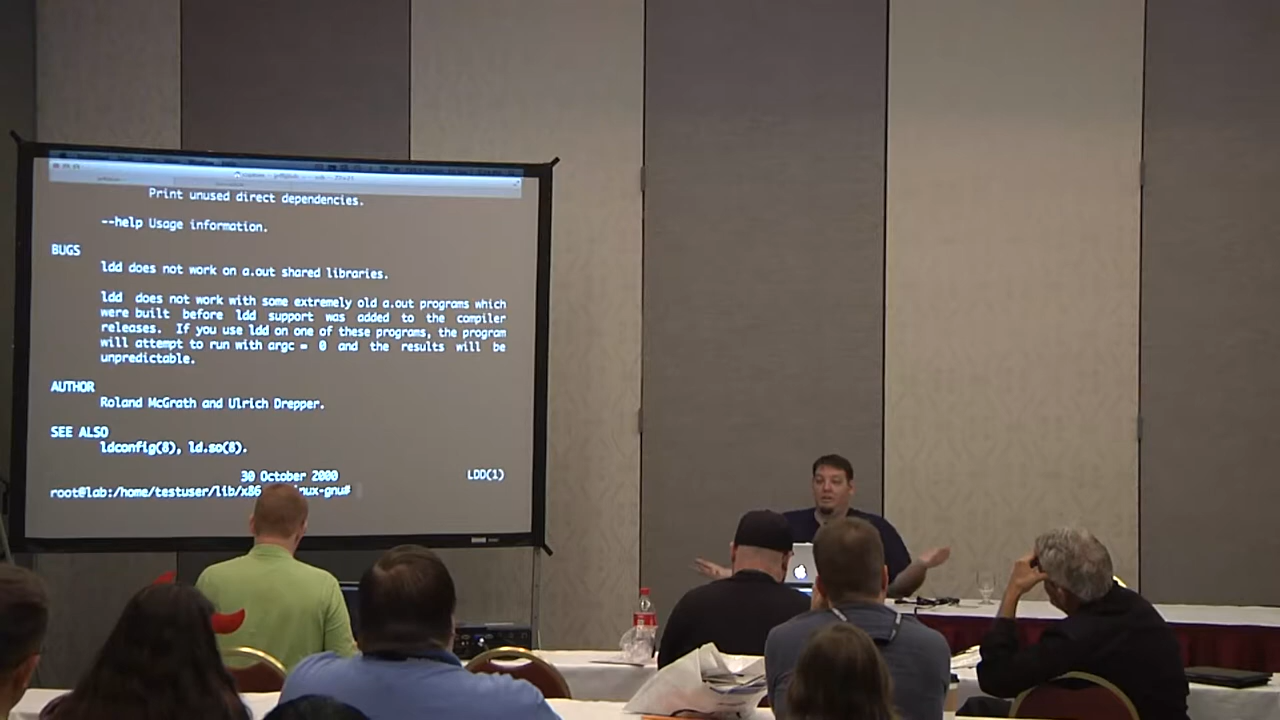 Print unused direct dependencies.
--help Usage information.
BUGS
ldd does not work on a.out shared libraries.
ldd does not work with some extremely old a.out programs which
were built before ldd support was added to the compiler
releases. If you use ldd on one of these programs, the program
will attempt to run with argc = 0 and the results will be
unpredictable.
AUTHOR
Roland McGrath and Ulrich Drepper.
SEE ALSO
ldconfig(8), ld.so(8).
30 October 2000 LDD(1)
root@lab:/home/testuser/lib/x86 nux-gnu#